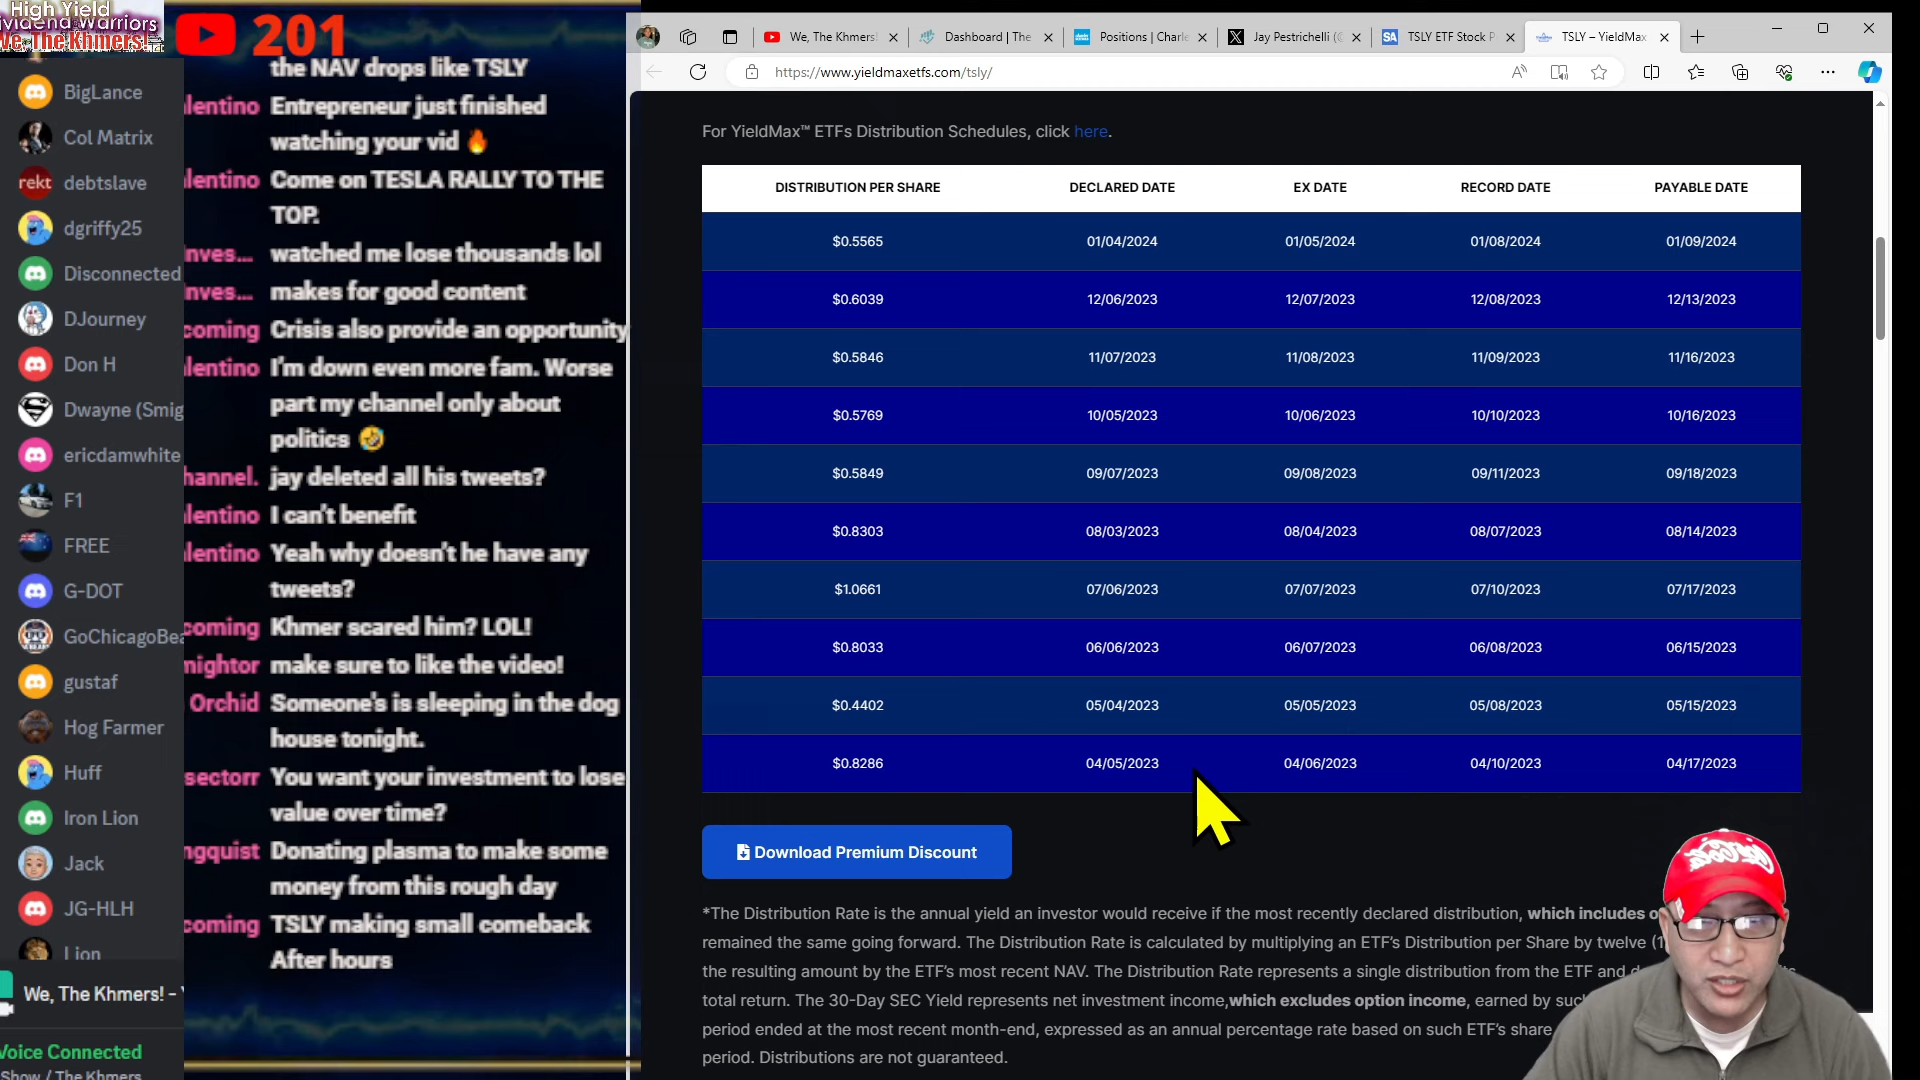 High Yield
ividend Warriors
We, The Khmers!
201
BigLance
Col Matrix
rekt
debtslave
dgriffy25
Disconnected
DJourney
Don H
Dwayne (Smig
ericdamwhite
F1
FREE
G-DOT
GoChicagoBea
gustaf
Hog Farmer
Huff
Iron Lion
Jack
JG-HLH
Lion
We, The Khmers! -
Voice Connected
Show / The Khmers
the NAV drops like TSLY
lentino Entrepreneur just finished
watching your vid 🔥
lentino Come on TESLA RALLY TO THE
TOP.
nves... watched me lose thousands lol
nves... makes for good content
coming Crisis also provide an opportunity
lentino I'm down even more fam. Worse
part my channel only about
politics 🤣
hannel. jay deleted all his tweets?
lentino I can't benefit
lentino Yeah why doesn't he have any
tweets?
coming Khmer scared him? LOL!
mightor make sure to like the video!
Orchid Someone's is sleeping in the dog
house tonight.
sectorr You want your investment to lose
value over time?
ngquist Donating plasma to make some
money from this rough day
coming TSLY making small comeback
After hours
We, The Khmers!
Dashboard | The
Positions | Charle
Jay Pestrichelli (@
SA TSLY ETF Stock P
TSLY – YieldMax
https://www.yieldmaxetfs.com/tsly/
For YieldMax™ ETFs Distribution Schedules, click here.
DISTRIBUTION PER SHARE DECLARED DATE EX DATE RECORD DATE PAYABLE DATE
$0.5565 01/04/2024 01/05/2024 01/08/2024 01/09/2024
$0.6039 12/06/2023 12/07/2023 12/08/2023 12/13/2023
$0.5846 11/07/2023 11/08/2023 11/09/2023 11/16/2023
$0.5769 10/05/2023 10/06/2023 10/10/2023 10/16/2023
$0.5849 09/07/2023 09/08/2023 09/11/2023 09/18/2023
$0.8303 08/03/2023 08/04/2023 08/07/2023 08/14/2023
$1.0661 07/06/2023 07/07/2023 07/10/2023 07/17/2023
$0.8033 06/06/2023 06/07/2023 06/08/2023 06/15/2023
$0.4402 05/04/2023 05/05/2023 05/08/2023 05/15/2023
$0.8286 04/05/2023 04/06/2023 04/10/2023 04/17/2023
Download Premium Discount
*The Distribution Rate is the annual yield an investor would receive if the most recently declared distribution, which includes o
remained the same going forward. The Distribution Rate is calculated by multiplying an ETF's Distribution per Share by twelve (1
the resulting amount by the ETF's most recent NAV. The Distribution Rate represents a single distribution from the ETF and d
total return. The 30-Day SEC Yield represents net investment income, which excludes option income, earned by suc
period ended at the most recent month-end, expressed as an annual percentage rate based on such ETF's share
period. Distributions are not guaranteed.
Coca-Cola